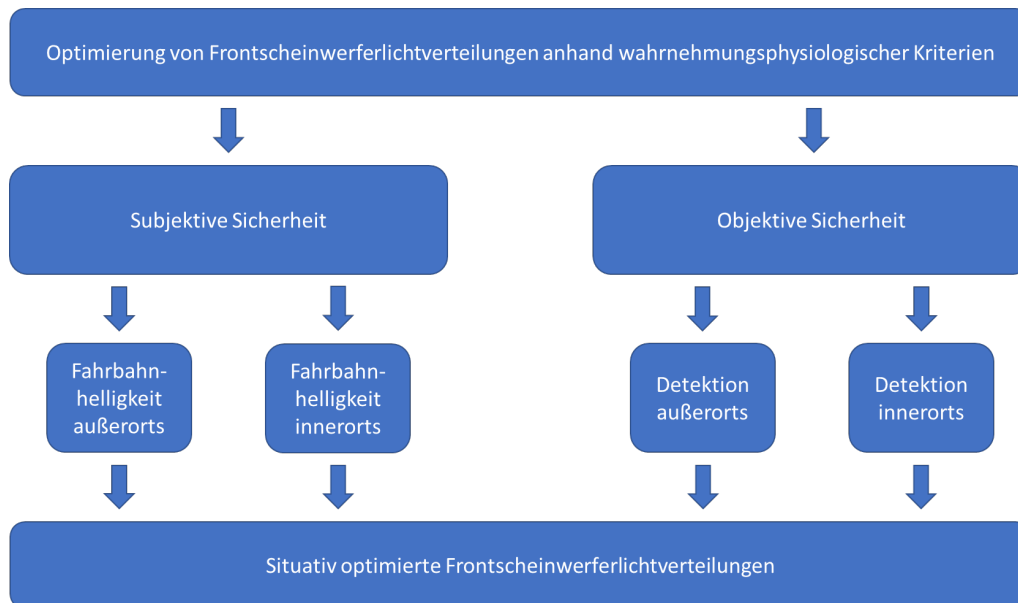 Optimierung von Frontscheinwerferlichtverteilungen anhand wahrnehmungsphysiologischer Kriterien
Subjektive Sicherheit
Objektive Sicherheit
Fahrbahn-
helligkeit
außerorts
Fahrbahn-
helligkeit
innerorts
Detektion
außerorts
Detektion
innerorts
Situativ optimierte Frontscheinwerferlichtverteilungen